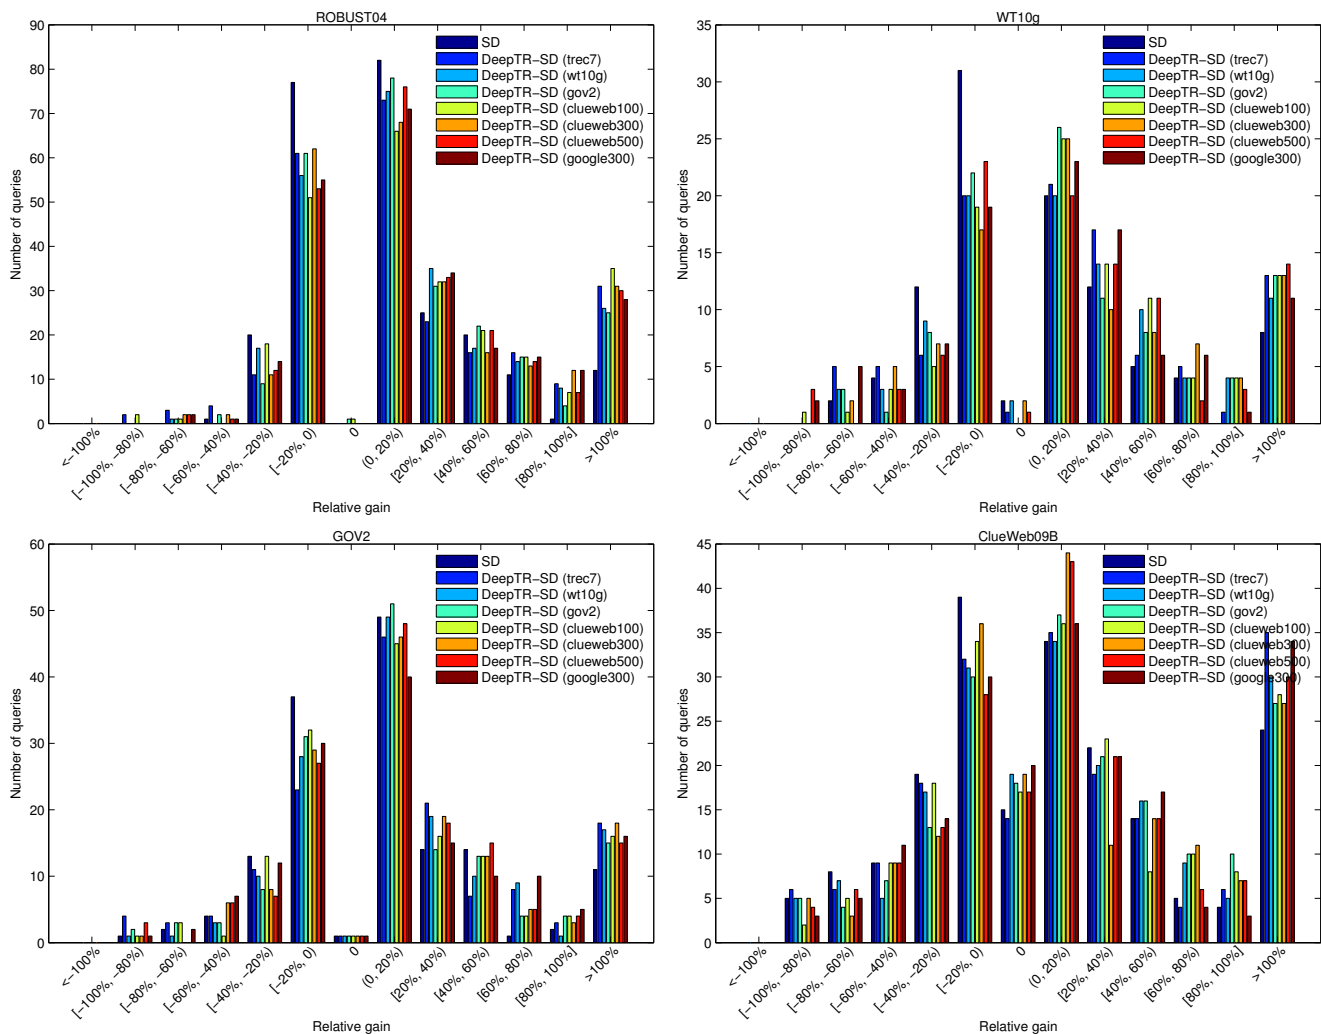 ROBUST04
90
80
70
60
50
40
30
20
10
0
Number of queries
SD
DeepTR−SD (trec7)
DeepTR−SD (wt10g)
DeepTR−SD (gov2)
DeepTR−SD (clueweb100)
DeepTR−SD (clueweb300)
DeepTR−SD (clueweb500)
DeepTR−SD (google300)
<−100%
[−100%, −80%)
[−80%, −60%)
[−60%, −40%)
[−40%, −20%)
[−20%, 0)
0
(0, 20%)
[20%, 40%)
[40%, 60%)
[60%, 80%)
[80%, 100%]
>100%
Relative gain
WT10g
35
30
25
20
15
10
5
0
Number of queries
SD
DeepTR−SD (trec7)
DeepTR−SD (wt10g)
DeepTR−SD (gov2)
DeepTR−SD (clueweb100)
DeepTR−SD (clueweb300)
DeepTR−SD (clueweb500)
DeepTR−SD (google300)
<−100%
[−100%, −80%)
[−80%, −60%)
[−60%, −40%)
[−40%, −20%)
[−20%, 0)
0
(0, 20%)
[20%, 40%)
[40%, 60%)
[60%, 80%)
[80%, 100%]
>100%
Relative gain
GOV2
60
50
40
30
20
10
0
Number of queries
SD
DeepTR−SD (trec7)
DeepTR−SD (wt10g)
DeepTR−SD (gov2)
DeepTR−SD (clueweb100)
DeepTR−SD (clueweb300)
DeepTR−SD (clueweb500)
DeepTR−SD (google300)
<−100%
[−100%, −80%)
[−80%, −60%)
[−60%, −40%)
[−40%, −20%)
[−20%, 0)
0
(0, 20%)
[20%, 40%)
[40%, 60%)
[60%, 80%)
[80%, 100%]
>100%
Relative gain
ClueWeb09B
45
40
35
30
25
20
15
10
5
0
Number of queries
SD
DeepTR−SD (trec7)
DeepTR−SD (wt10g)
DeepTR−SD (gov2)
DeepTR−SD (clueweb100)
DeepTR−SD (clueweb300)
DeepTR−SD (clueweb500)
DeepTR−SD (google300)
<−100%
[−100%, −80%)
[−80%, −60%)
[−60%, −40%)
[−40%, −20%)
[−20%, 0)
0
(0, 20%)
[20%, 40%)
[40%, 60%)
[60%, 80%)
[80%, 100%]
>100%
Relative gain